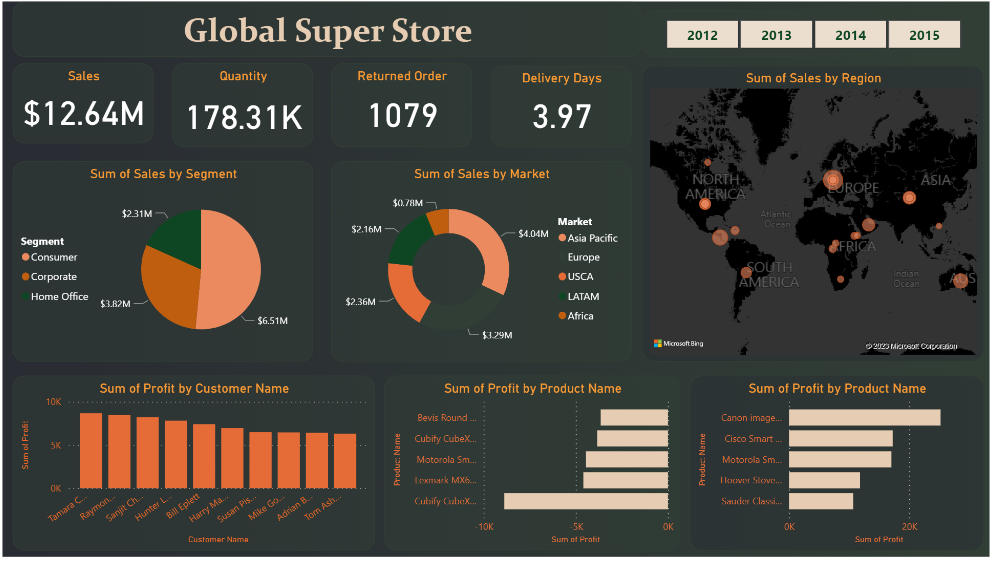 Global Super Store
2012 2013 2014 2015
Sales
$12.64M
Quantity
178.31K
Returned Order
1079
Delivery Days
3.97
Sum of Sales by Region
NORTH
AMERICA
EUROPE
ASIA
Atlantic
Ocean
AFRICA
SOUTH
AMERICA
Indian
Ocean
AUS
Microsoft Bing
© 2023 Microsoft Corporation
Sum of Sales by Segment
Segment
Consumer
Corporate
Home Office
$2.31M
$3.82M
$6.51M
Sum of Sales by Market
$0.78M
$2.16M
$2.36M
$4.04M
$3.29M
Market
Asia Pacific
Europe
USCA
LATAM
Africa
Sum of Profit by Customer Name
Sum of Profit
10K
5K
0K
Tamara C...
Raymon...
Sanjit Ch...
Hunter L...
Bill Eplett
Harry Ma...
Susan Pis...
Mike Go...
Adrian B...
Tom Ash...
Customer Name
Sum of Profit by Product Name
Product Name
Bevis Round ...
Cubify CubeX...
Motorola Sm...
Lexmark MX6...
Cubify CubeX...
-10K -5K 0K
Sum of Profit
Sum of Profit by Product Name
Product Name
Canon image...
Cisco Smart ...
Motorola Sm...
Hoover Stove...
Sauder Classi...
0K 20K
Sum of Profit